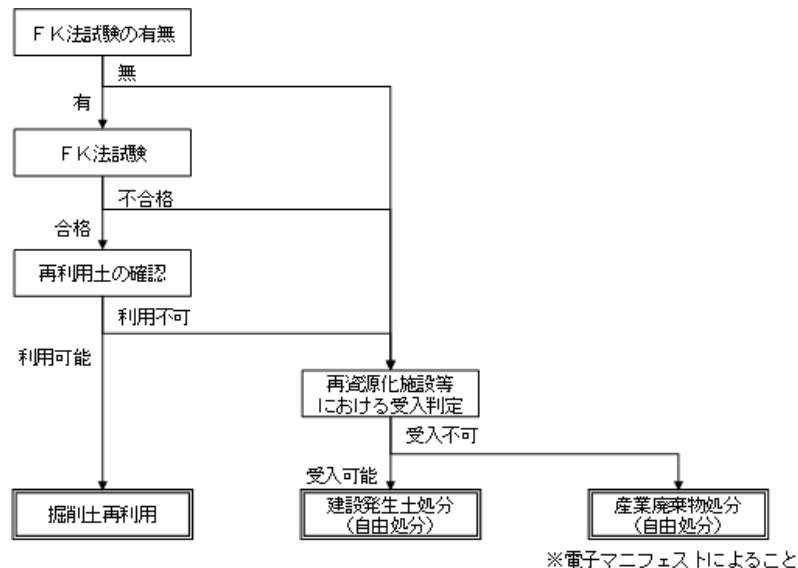 ＦＫ法試験の有無
無
有
ＦＫ法試験
不合格
合格
再利用土の確認
利用不可
利用可能
再資源化施設等
における受入判定
受入不可
受入可能
掘削土再利用
建設発生土処分
（自由処分）
産業廃棄物処分
（自由処分）
※電子マニフェストによること